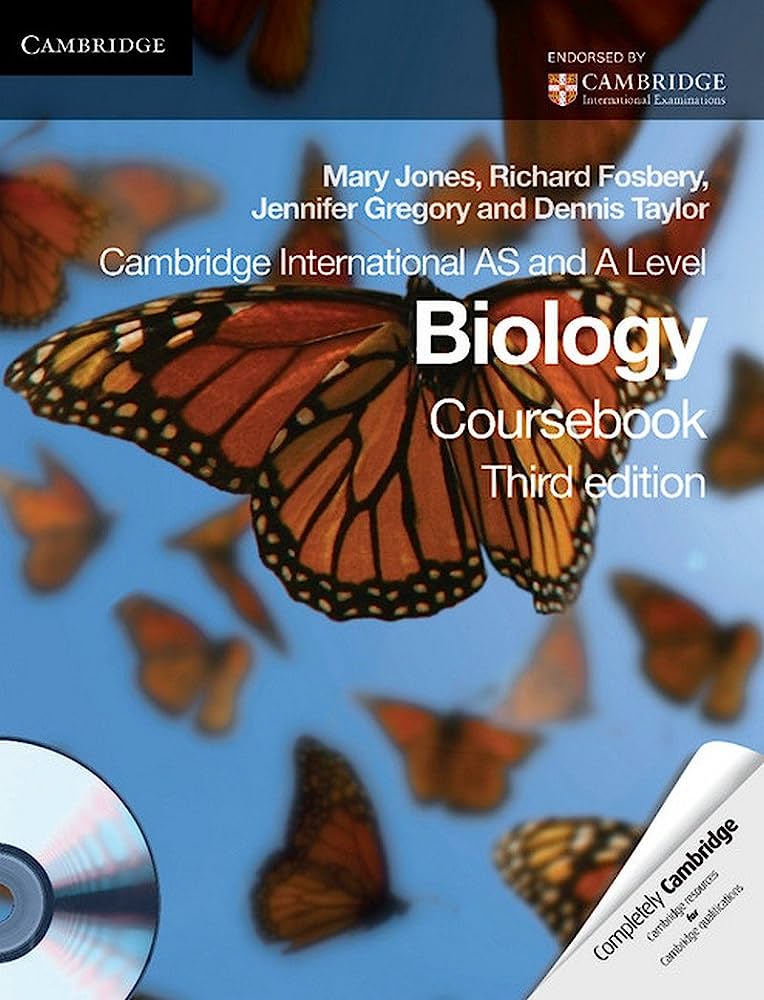 CAMBRIDGE
ENDORSED BY
CAMBRIDGE
International Examinations
Mary Jones, Richard Fosbery,
Jennifer Gregory and Dennis Taylor
Cambridge International AS and A Level
Biology
Coursebook
Third edition
Completely Cambridge
Cambridge resources
for
Cambridge qualifications